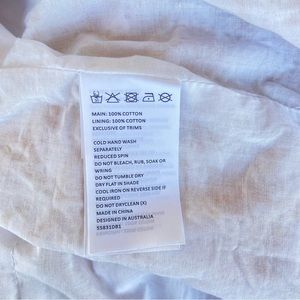 MAIN: 100% COTTON
LINING: 100% COTTON
EXCLUSIVE OF TRIMS
COLD HAND WASH
SEPARATELY
REDUCED SPIN
DO NOT BLEACH, RUB, SOAK OR
WRING
DO NOT TUMBLE DRY
DRY FLAT IN SHADE
COOL IRON ON REVERSE SIDE IF
REQUIRED
DO NOT DRYCLEAN (X)
MADE IN CHINA
DESIGNED IN AUSTRALIA